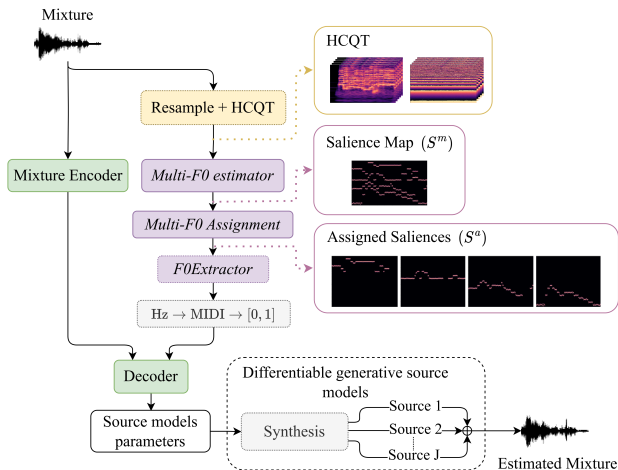 Mixture
HCQT
Resample + HCQT
Salience Map (S^m)
Mixture Encoder
Multi-F0 estimator
Multi-F0 Assignment
Assigned Saliences (S^a)
F0Extractor
Hz → MIDI → [0, 1]
Decoder
Differentiable generative source
models
Source models
parameters
Synthesis
Source 1
Source 2
Source J
Estimated Mixture